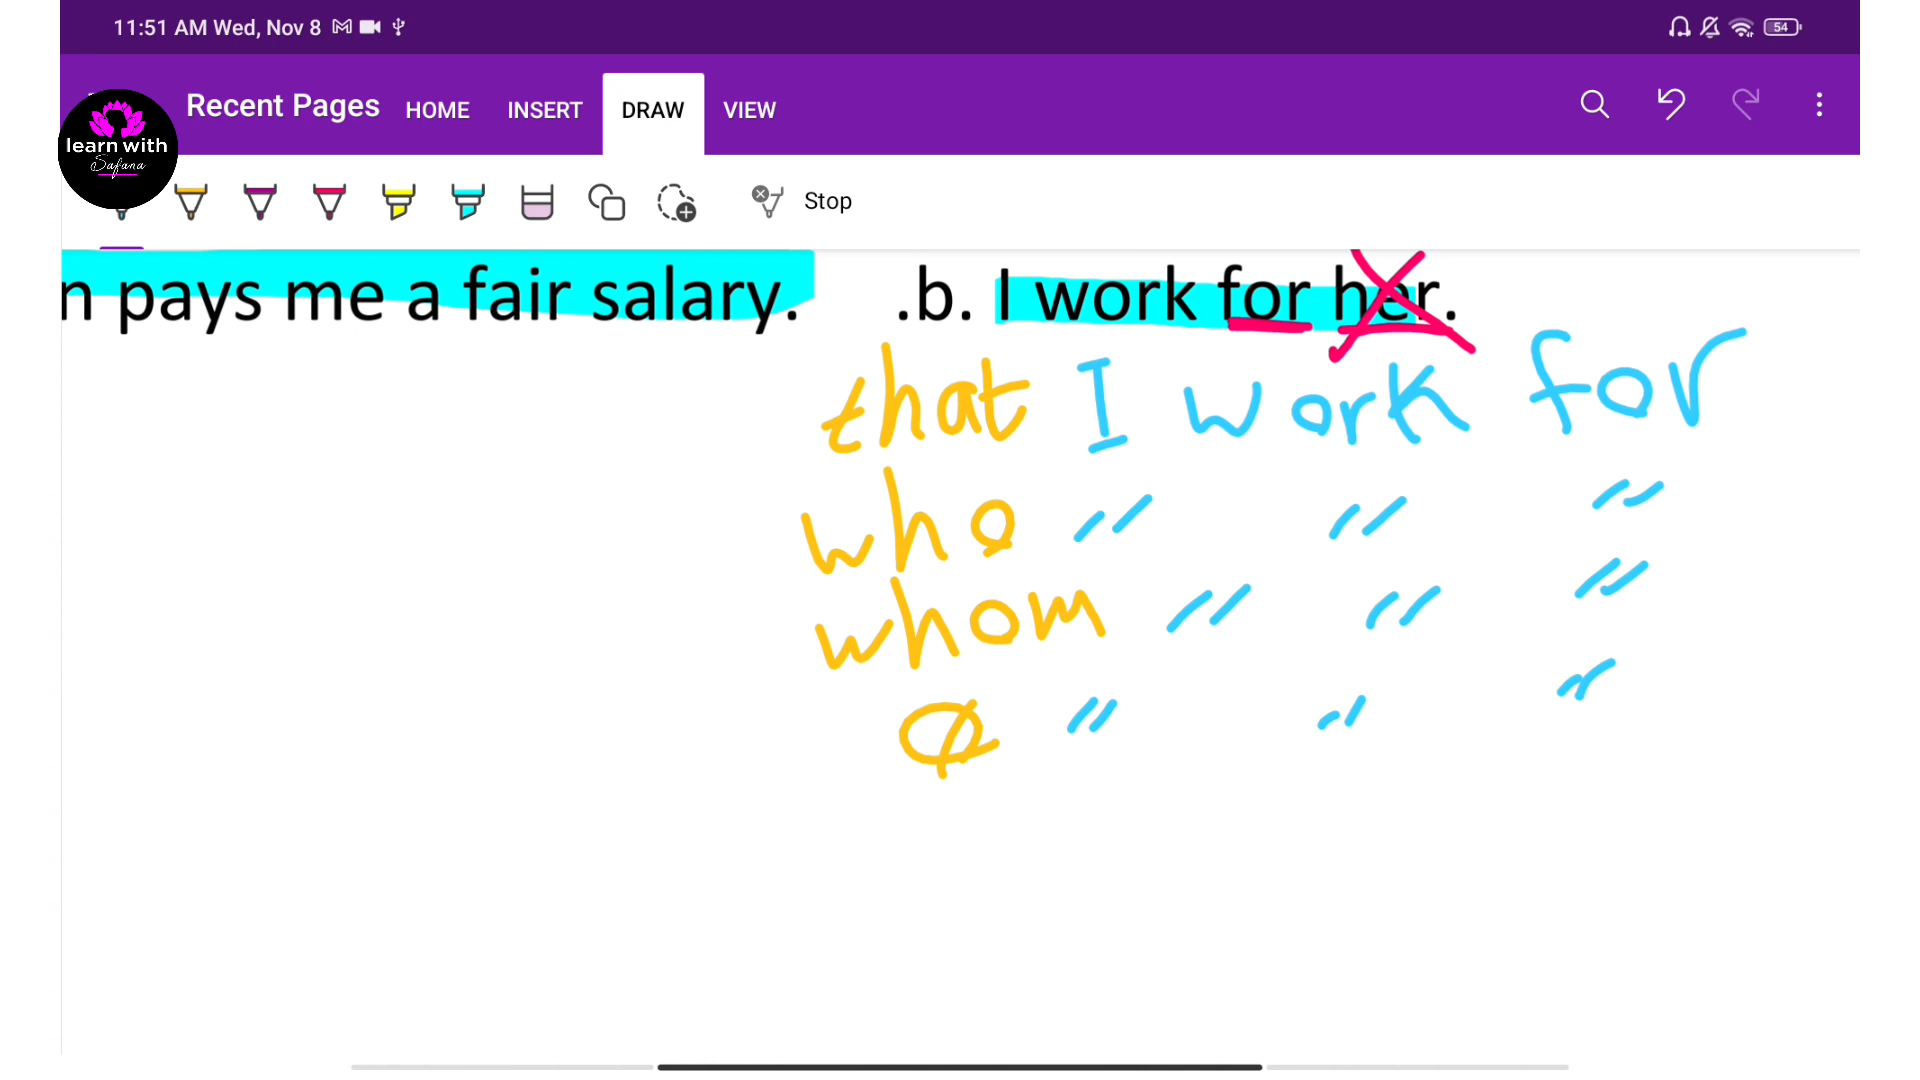 11:51 AM Wed, Nov 8 54
Recent Pages HOME INSERT DRAW VIEW
learn with
Safana
Stop
n pays me a fair salary. .b. I work for her.
that I work for
who " " "
whom " " "
Ø " " "